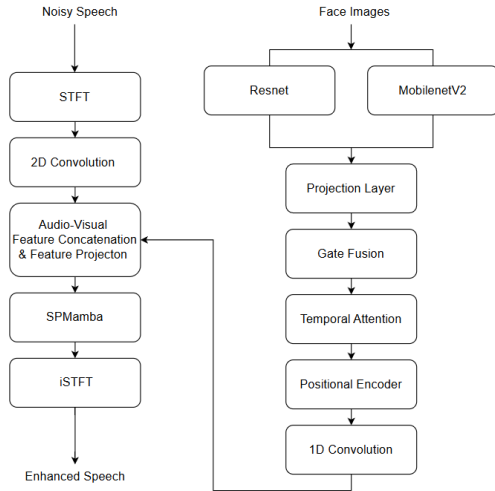 Noisy Speech
STFT
2D Convolution
Audio-Visual
Feature Concatenation
& Feature Projecton
SPMamba
iSTFT
Enhanced Speech
Face Images
Resnet
MobilenetV2
Projection Layer
Gate Fusion
Temporal Attention
Positional Encoder
1D Convolution